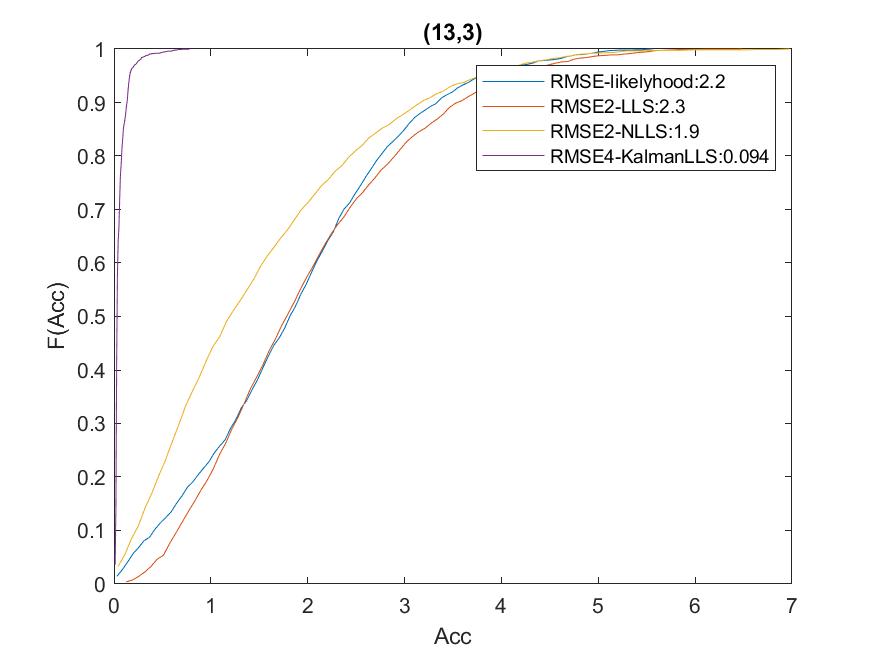 (13,3)
1
0.9
0.8
0.7
0.6
0.5
0.4
0.3
0.2
0.1
0
F(Acc)
RMSE-likelyhood:2.2
RMSE2-LLS:2.3
RMSE2-NLLS:1.9
RMSE4-KalmanLLS:0.094
0 1 2 3 4 5 6 7
Acc